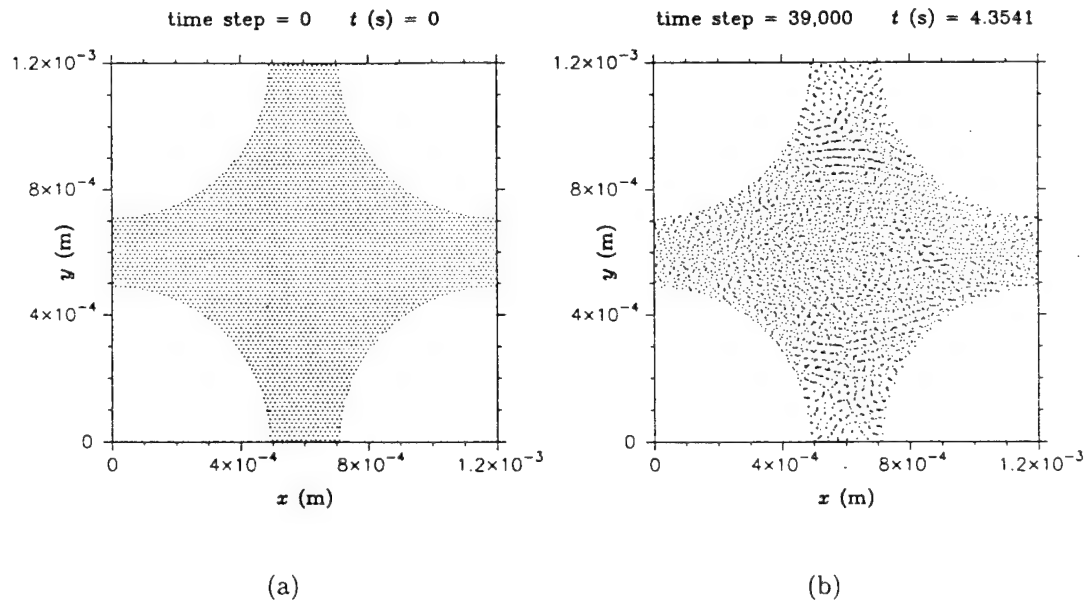 time step = 0 t (s) = 0
1.2×10⁻³
8×10⁻⁴
4×10⁻⁴
0
y (m)
0
4×10⁻⁴
8×10⁻⁴
1.2×10⁻³
x (m)
(a)
time step = 39,000 t (s) = 4.3541
1.2×10⁻³
8×10⁻⁴
4×10⁻⁴
0
y (m)
0
4×10⁻⁴
8×10⁻⁴
1.2×10⁻³
x (m)
(b)